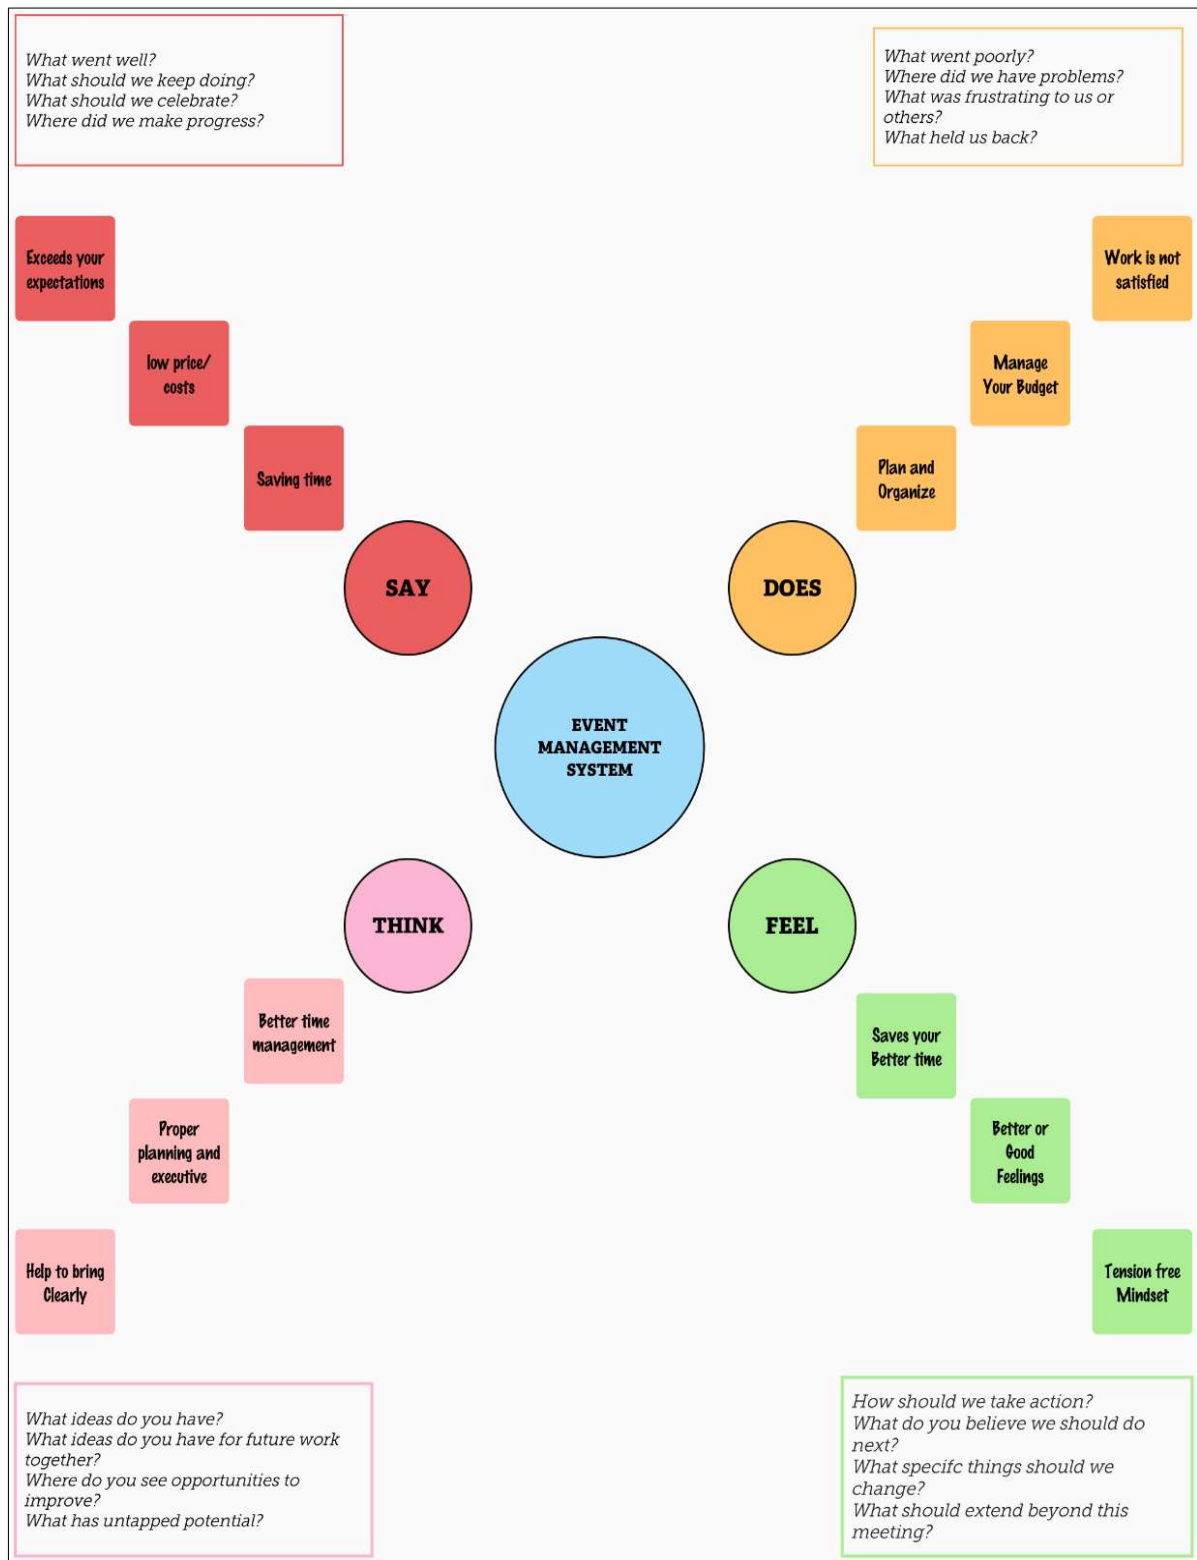 What went well?
What should we keep doing?
What should we celebrate?
Where did we make progress?
What went poorly?
Where did we have problems?
What was frustrating to us or
others?
What held us back?
Exceeds your
expectations
low price/
costs
Saving time
SAY
Work is not
satisfied
Manage
Your Budget
Plan and
Organize
DOES
EVENT
MANAGEMENT
SYSTEM
THINK
Better time
management
Proper
planning and
executive
Help to bring
Clearly
FEEL
Saves your
Better time
Better or
Good
Feelings
Tension free
Mindset
What ideas do you have?
What ideas do you have for future work
together?
Where do you see opportunities to
improve?
What has untapped potential?
How should we take action?
What do you believe we should do
next?
What specifc things should we
change?
What should extend beyond this
meeting?